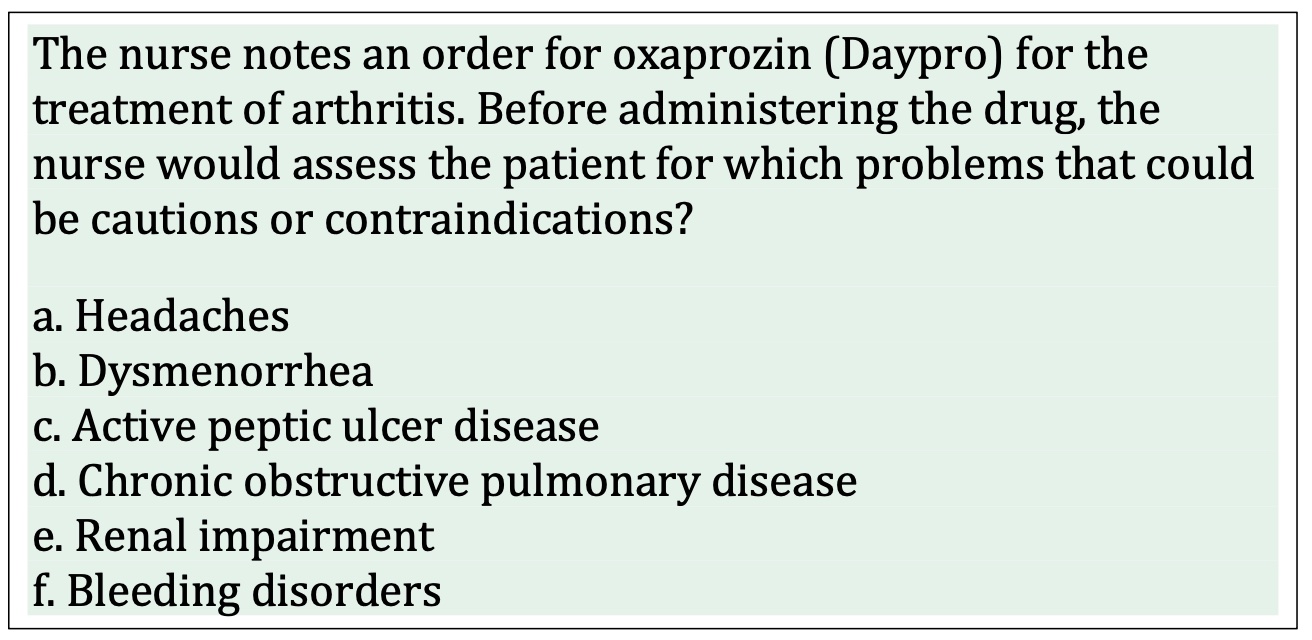 The nurse notes an order for oxaprozin (Daypro) for the
treatment of arthritis. Before administering the drug, the
nurse would assess the patient for which problems that could
be cautions or contraindications?
a. Headaches
b. Dysmenorrhea
c. Active peptic ulcer disease
d. Chronic obstructive pulmonary disease
e. Renal impairment
f. Bleeding disorders